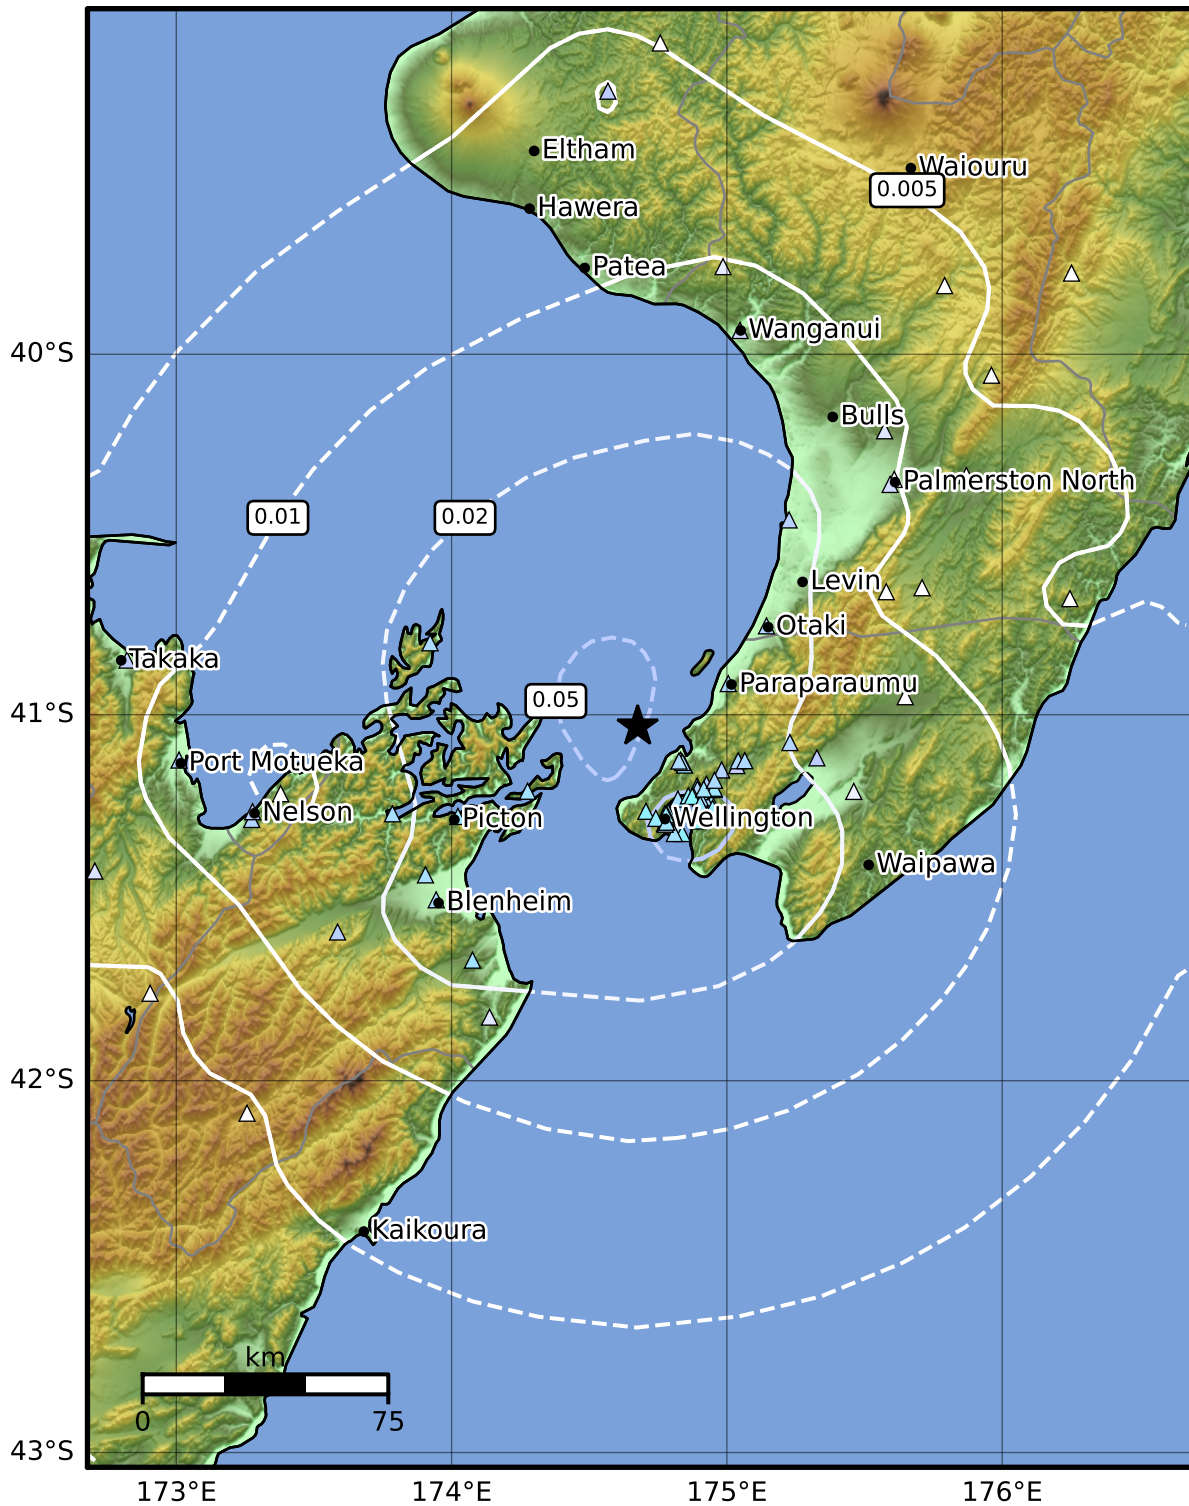 Eltham
Waiouru
0.005
Hawera
Patea
Wanganui
40°S
Bulls
Palmerston North
0.01
0.02
Levin
Otaki
Takaka
Paraparaumu
0.05
41°S
Port Motueka
Nelson
Picton
Wellington
Waipawa
Blenheim
42°S
Kaikoura
km
0
75
43°S
173°E
174°E
175°E
176°E